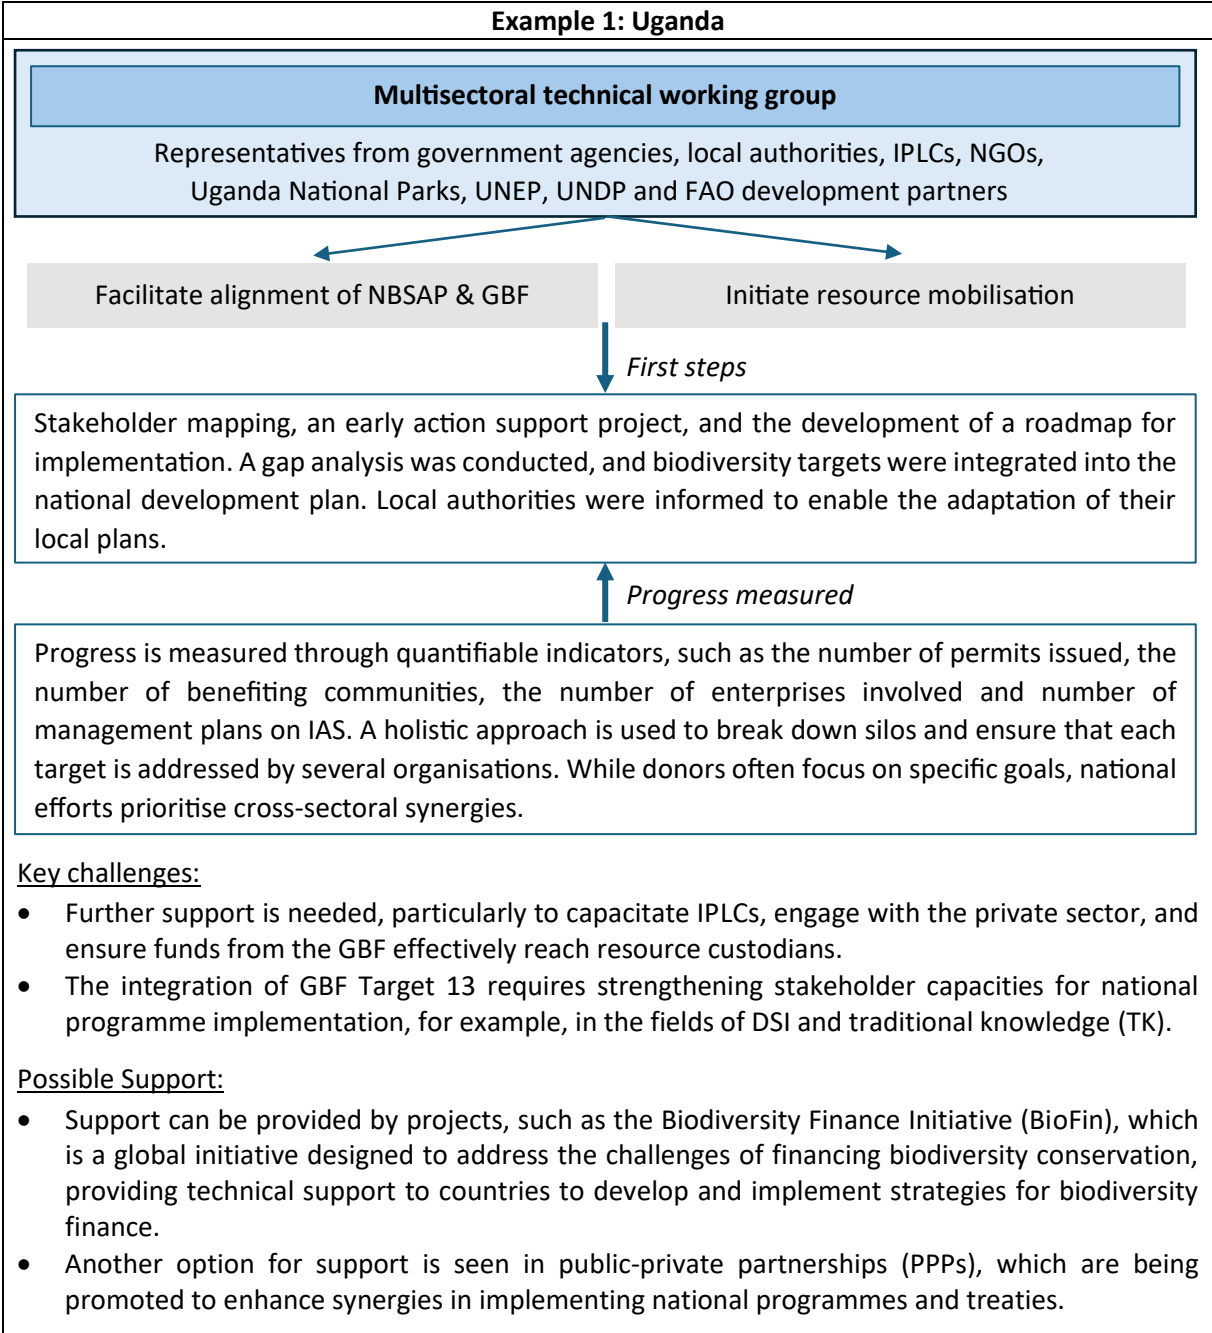 Example 1: Uganda
Multisectoral technical working group
Representatives from government agencies, local authorities, IPLCs, NGOs,
Uganda National Parks, UNEP, UNDP and FAO development partners
Facilitate alignment of NBSAP & GBF
Initiate resource mobilisation
First steps
Stakeholder mapping, an early action support project, and the development of a roadmap for
implementation. A gap analysis was conducted, and biodiversity targets were integrated into the
national development plan. Local authorities were informed to enable the adaptation of their
local plans.
Progress measured
Progress is measured through quantifiable indicators, such as the number of permits issued, the
number of benefiting communities, the number of enterprises involved and number of
management plans on IAS. A holistic approach is used to break down silos and ensure that each
target is addressed by several organisations. While donors often focus on specific goals, national
efforts prioritise cross-sectoral synergies.
Key challenges:
• Further support is needed, particularly to capacitate IPLCs, engage with the private sector, and
ensure funds from the GBF effectively reach resource custodians.
• The integration of GBF Target 13 requires strengthening stakeholder capacities for national
programme implementation, for example, in the fields of DSI and traditional knowledge (TK).
Possible Support:
• Support can be provided by projects, such as the Biodiversity Finance Initiative (BioFin), which
is a global initiative designed to address the challenges of financing biodiversity conservation,
providing technical support to countries to develop and implement strategies for biodiversity
finance.
• Another option for support is seen in public-private partnerships (PPPs), which are being
promoted to enhance synergies in implementing national programmes and treaties.